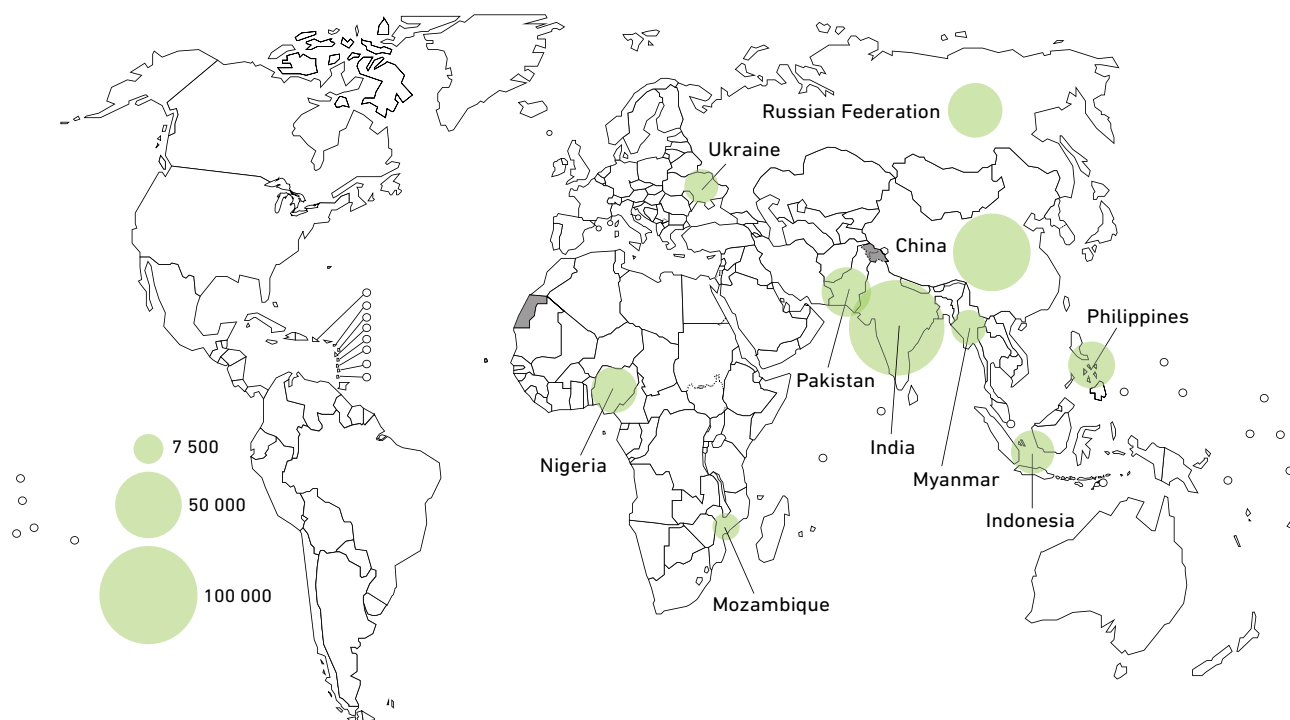 Russian Federation
Ukraine
China
Philippines
Pakistan
7 500
India
Nigeria
Myanmar
50 000
Indonesia
100 000
Mozambique